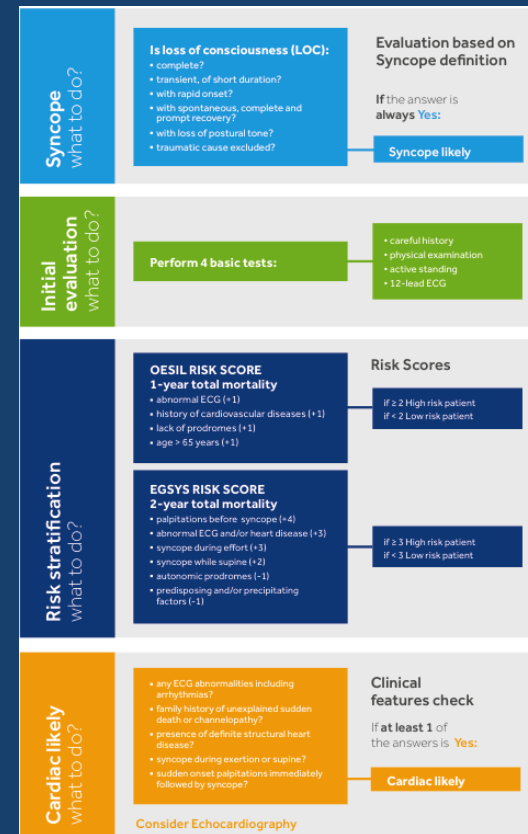 Syncope
what to do?
Is loss of consciousness (LOC):
• complete?
• transient, of short duration?
• with rapid onset?
• with spontaneous, complete and
prompt recovery?
• with loss of postural tone?
• traumatic cause excluded?
Evaluation based on
Syncope definition
If the answer is
always Yes:
Syncope likely
Initial
evaluation
what to do?
Perform 4 basic tests:
• careful history
• physical examination
• active standing
• 12-lead ECG
Risk stratification
what to do?
OESIL RISK SCORE
1-year total mortality
• abnormal ECG (+1)
• history of cardiovascular diseases (+1)
• lack of prodromes (+1)
• age > 65 years (+1)
Risk Scores
if ≥ 2 High risk patient
if < 2 Low risk patient
EGSYS RISK SCORE
2-year total mortality
• palpitations before syncope (+4)
• abnormal ECG and/or heart disease (+3)
• syncope during effort (+3)
• syncope while supine (+2)
• autonomic prodromes (-1)
• predisposing and/or precipitating
factors (-1)
if ≥ 3 High risk patient
if < 3 Low risk patient
Cardiac likely
what to do?
• any ECG abnormalities including
arrhythmias?
• family history of unexplained sudden
death or channelopathy?
• presence of definite structural heart
disease?
• syncope during exertion or supine?
• sudden onset palpitations immediately
followed by syncope?
Clinical
features check
If at least 1 of
the answers is Yes:
Cardiac likely
Consider Echocardiography